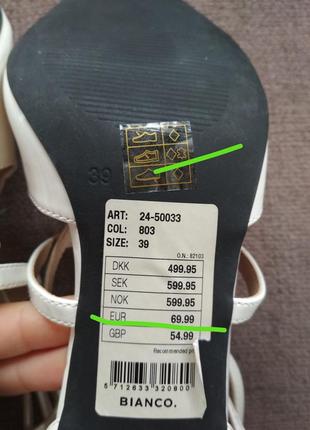 39
ART: 24-50033
COL: 803
SIZE: 39
O.N.: 82103
DKK 499.95
SEK 599.95
NOK 599.95
EUR 69.99
GBP 54.99
Recommended
5 712633 320800
BIANCO.